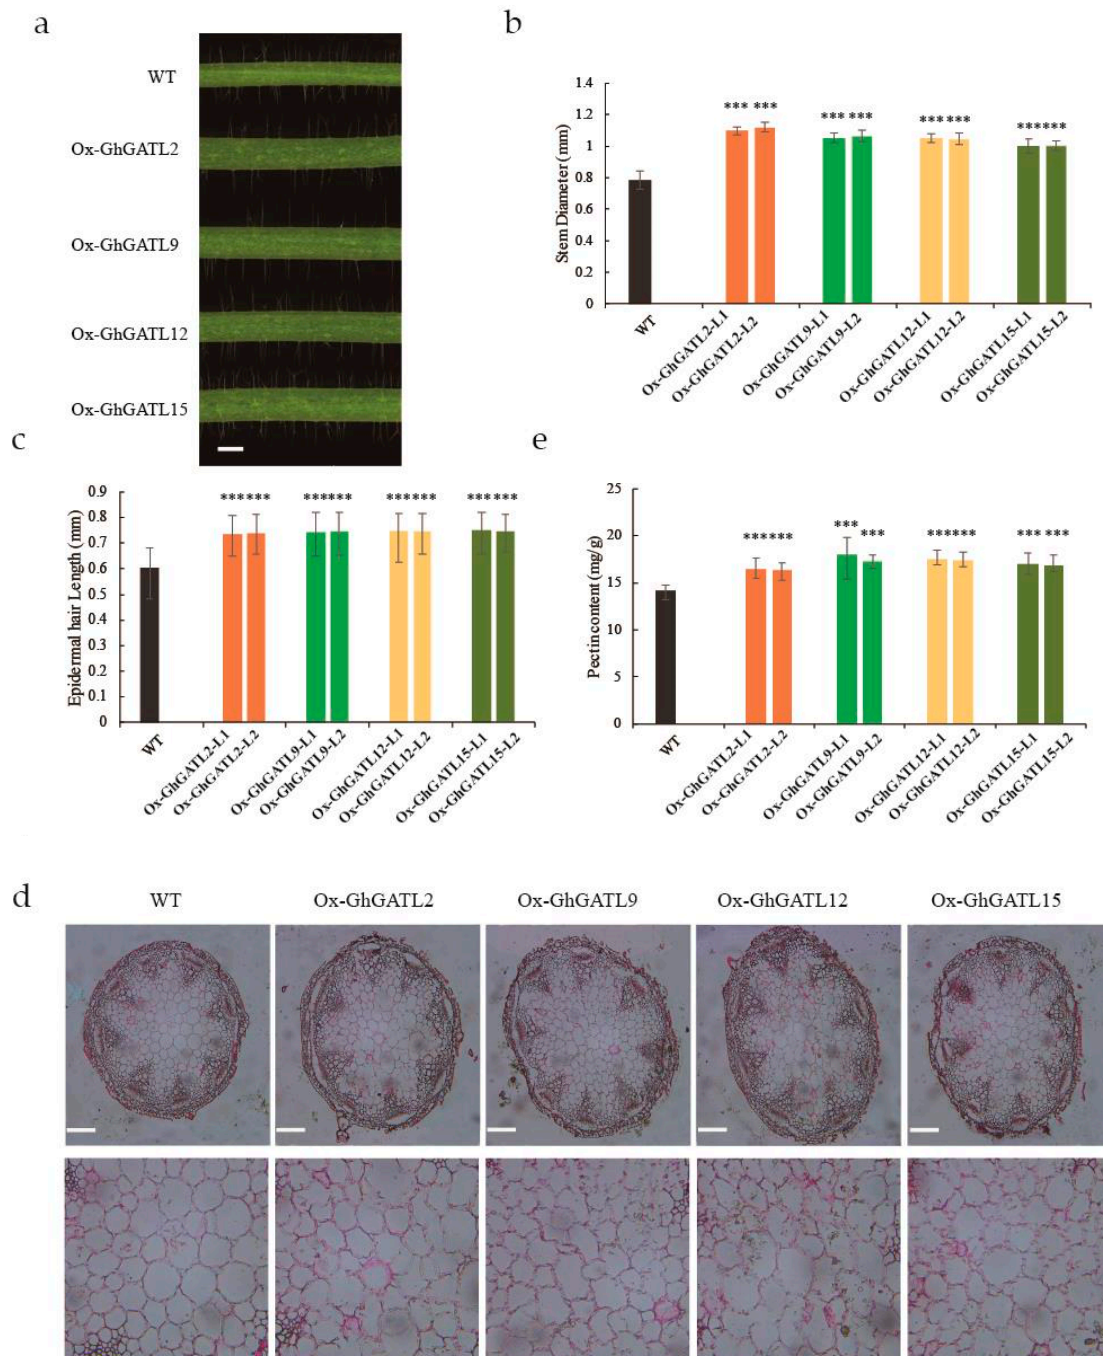 a
WT
Ox-GhGATL2
Ox-GhGATL9
Ox-GhGATL12
Ox-GhGATL15
b
Stem Diameter (mm)
1.4
1.2
1
0.8
0.6
0.4
0.2
0
*** ***
*** ***
******
******
WT
Ox-GhGATL2-L1
Ox-GhGATL2-L2
Ox-GhGATL9-L1
Ox-GhGATL9-L2
Ox-GhGATL12-L1
Ox-GhGATL12-L2
Ox-GhGATL15-L1
Ox-GhGATL15-L2
c
Epidermal hair Length (mm)
0.9
0.8
0.7
0.6
0.5
0.4
0.3
0.2
0.1
0
******
******
******
******
WT
Ox-GhGATL2-L1
Ox-GhGATL2-L2
Ox-GhGATL9-L1
Ox-GhGATL9-L2
Ox-GhGATL12-L1
Ox-GhGATL12-L2
Ox-GhGATL15-L1
Ox-GhGATL15-L2
e
Pectin content (mg/g)
25
20
15
10
5
0
******
*** ***
******
*** ***
WT
Ox-GhGATL2-L1
Ox-GhGATL2-L2
Ox-GhGATL9-L1
Ox-GhGATL9-L2
Ox-GhGATL12-L1
Ox-GhGATL12-L2
Ox-GhGATL15-L1
Ox-GhGATL15-L2
d
WT
Ox-GhGATL2
Ox-GhGATL9
Ox-GhGATL12
Ox-GhGATL15